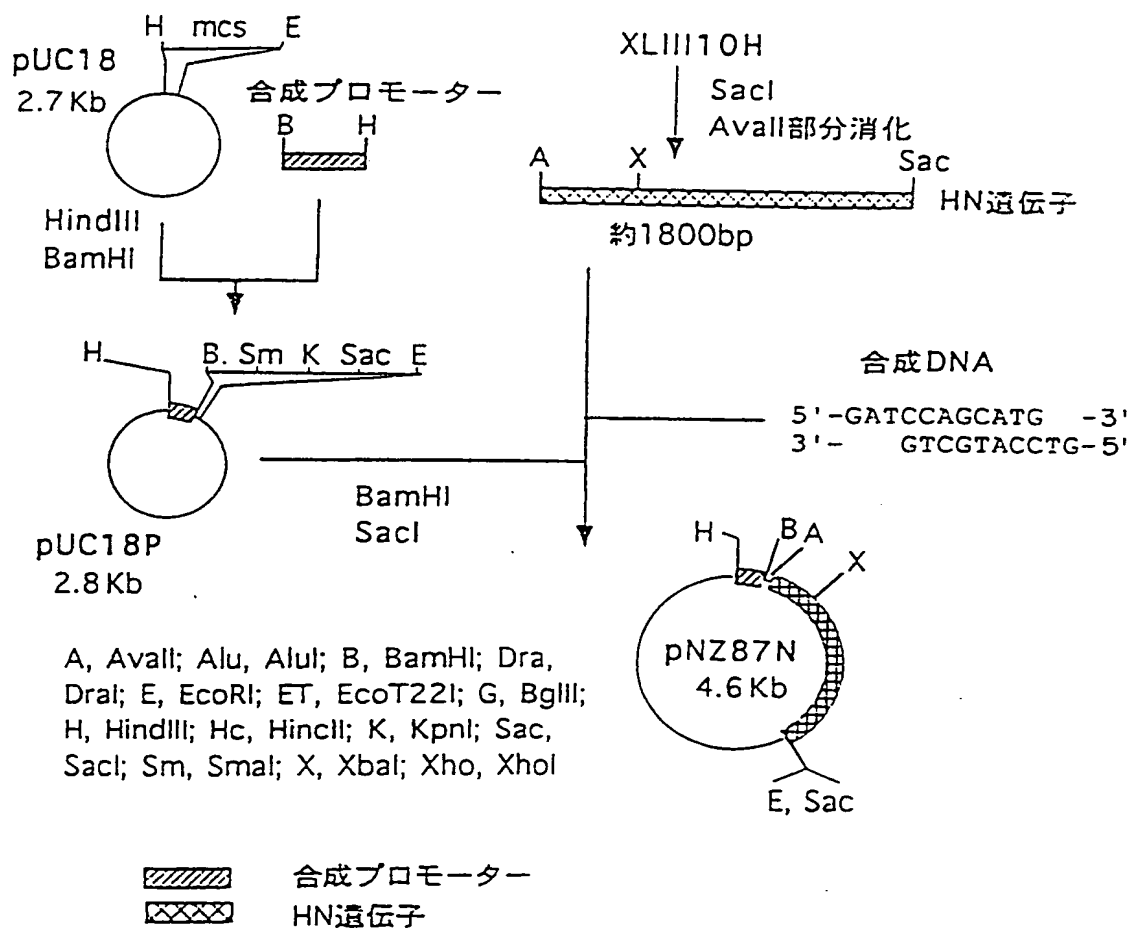 H mcs E
pUC18
2.7 Kb
合成プロモーター
B H
HindIII
BamHI
XLIII10H
SacI
AvaII部分消化
A X Sac
HN遺伝子
約1800bp
H B. Sm K Sac E
pUC18P
2.8 Kb
BamHI
SacI
合成DNA
5'-GATCCAGCATG -3'
3'- GTCGTACCTG-5'
H B A X
pNZ87N
4.6 Kb
E, Sac
A, AvaII; Alu, AluI; B, BamHI; Dra,
DraI; E, EcoRI; ET, EcoT22I; G, BglII;
H, HindIII; Hc, HincII; K, KpnI; Sac,
SacI; Sm, SmaI; X, XbaI; Xho, XhoI
合成プロモーター
HN遺伝子